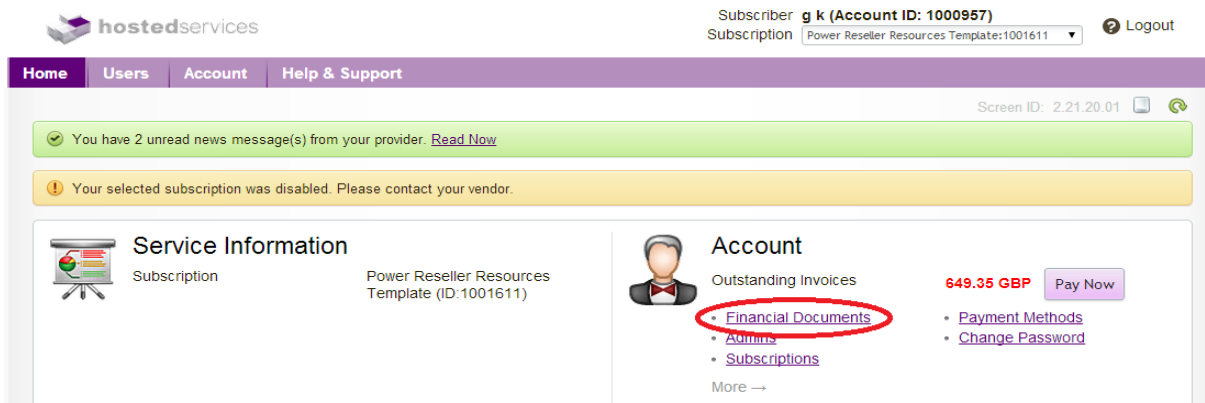 hostedservices
Subscriber g k (Account ID: 1000957)
Subscription Power Reseller Resources Template:1001611
Logout
Home Users Account Help & Support
Screen ID: 2.21.20.01
You have 2 unread news message(s) from your provider. Read Now
Your selected subscription was disabled. Please contact your vendor.
Service Information
Subscription Power Reseller Resources
Template (ID:1001611)
Account
Outstanding Invoices 649.35 GBP Pay Now
Financial Documents Payment Methods
Admins Change Password
Subscriptions
More →